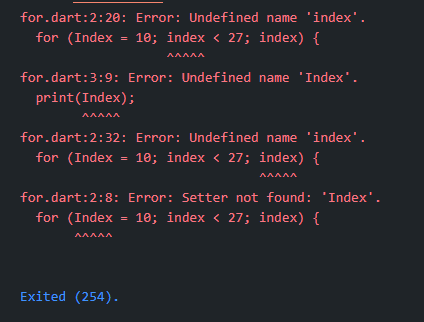 for.dart:2:20: Error: Undefined name 'index'.
  for (Index = 10; index < 27; index) {
                   ^^^^^
for.dart:3:9: Error: Undefined name 'Index'.
  print(Index);
        ^^^^^
for.dart:2:32: Error: Undefined name 'index'.
  for (Index = 10; index < 27; index) {
                               ^^^^^
for.dart:2:8: Error: Setter not found: 'Index'.
  for (Index = 10; index < 27; index) {
       ^^^^^
Exited (254).